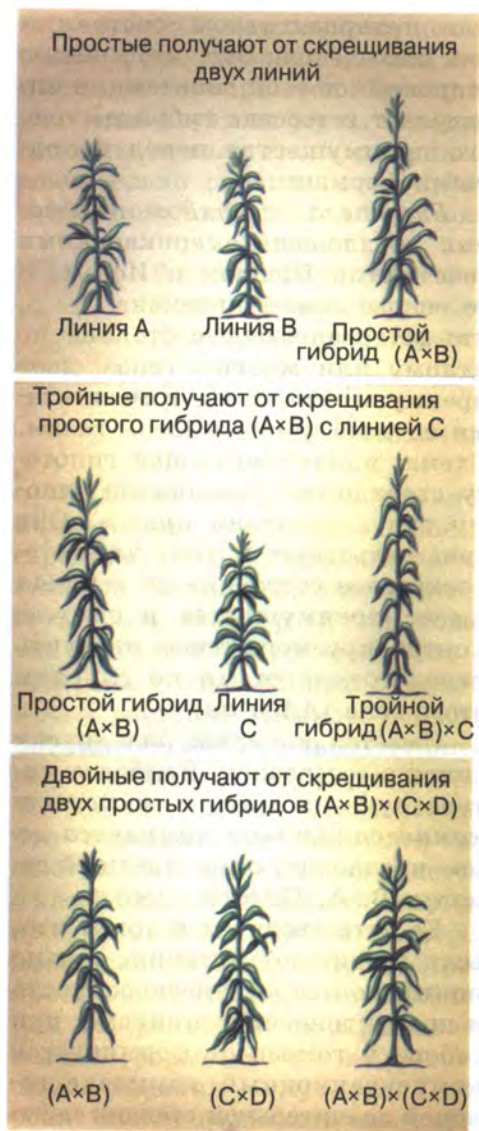 Простые получают от скрещивания
двух линий
Линия А Линия В Простой
гибрид (А×В)
Тройные получают от скрещивания
простого гибрида (А×В) с линией С
Простой гибрид Линия Тройной
(А×В) С гибрид(А×В)×С
Двойные получают от скрещивания
двух простых гибридов (А×В)×(С×D)
(А×В) (С×D) (А×В)×(С×D)